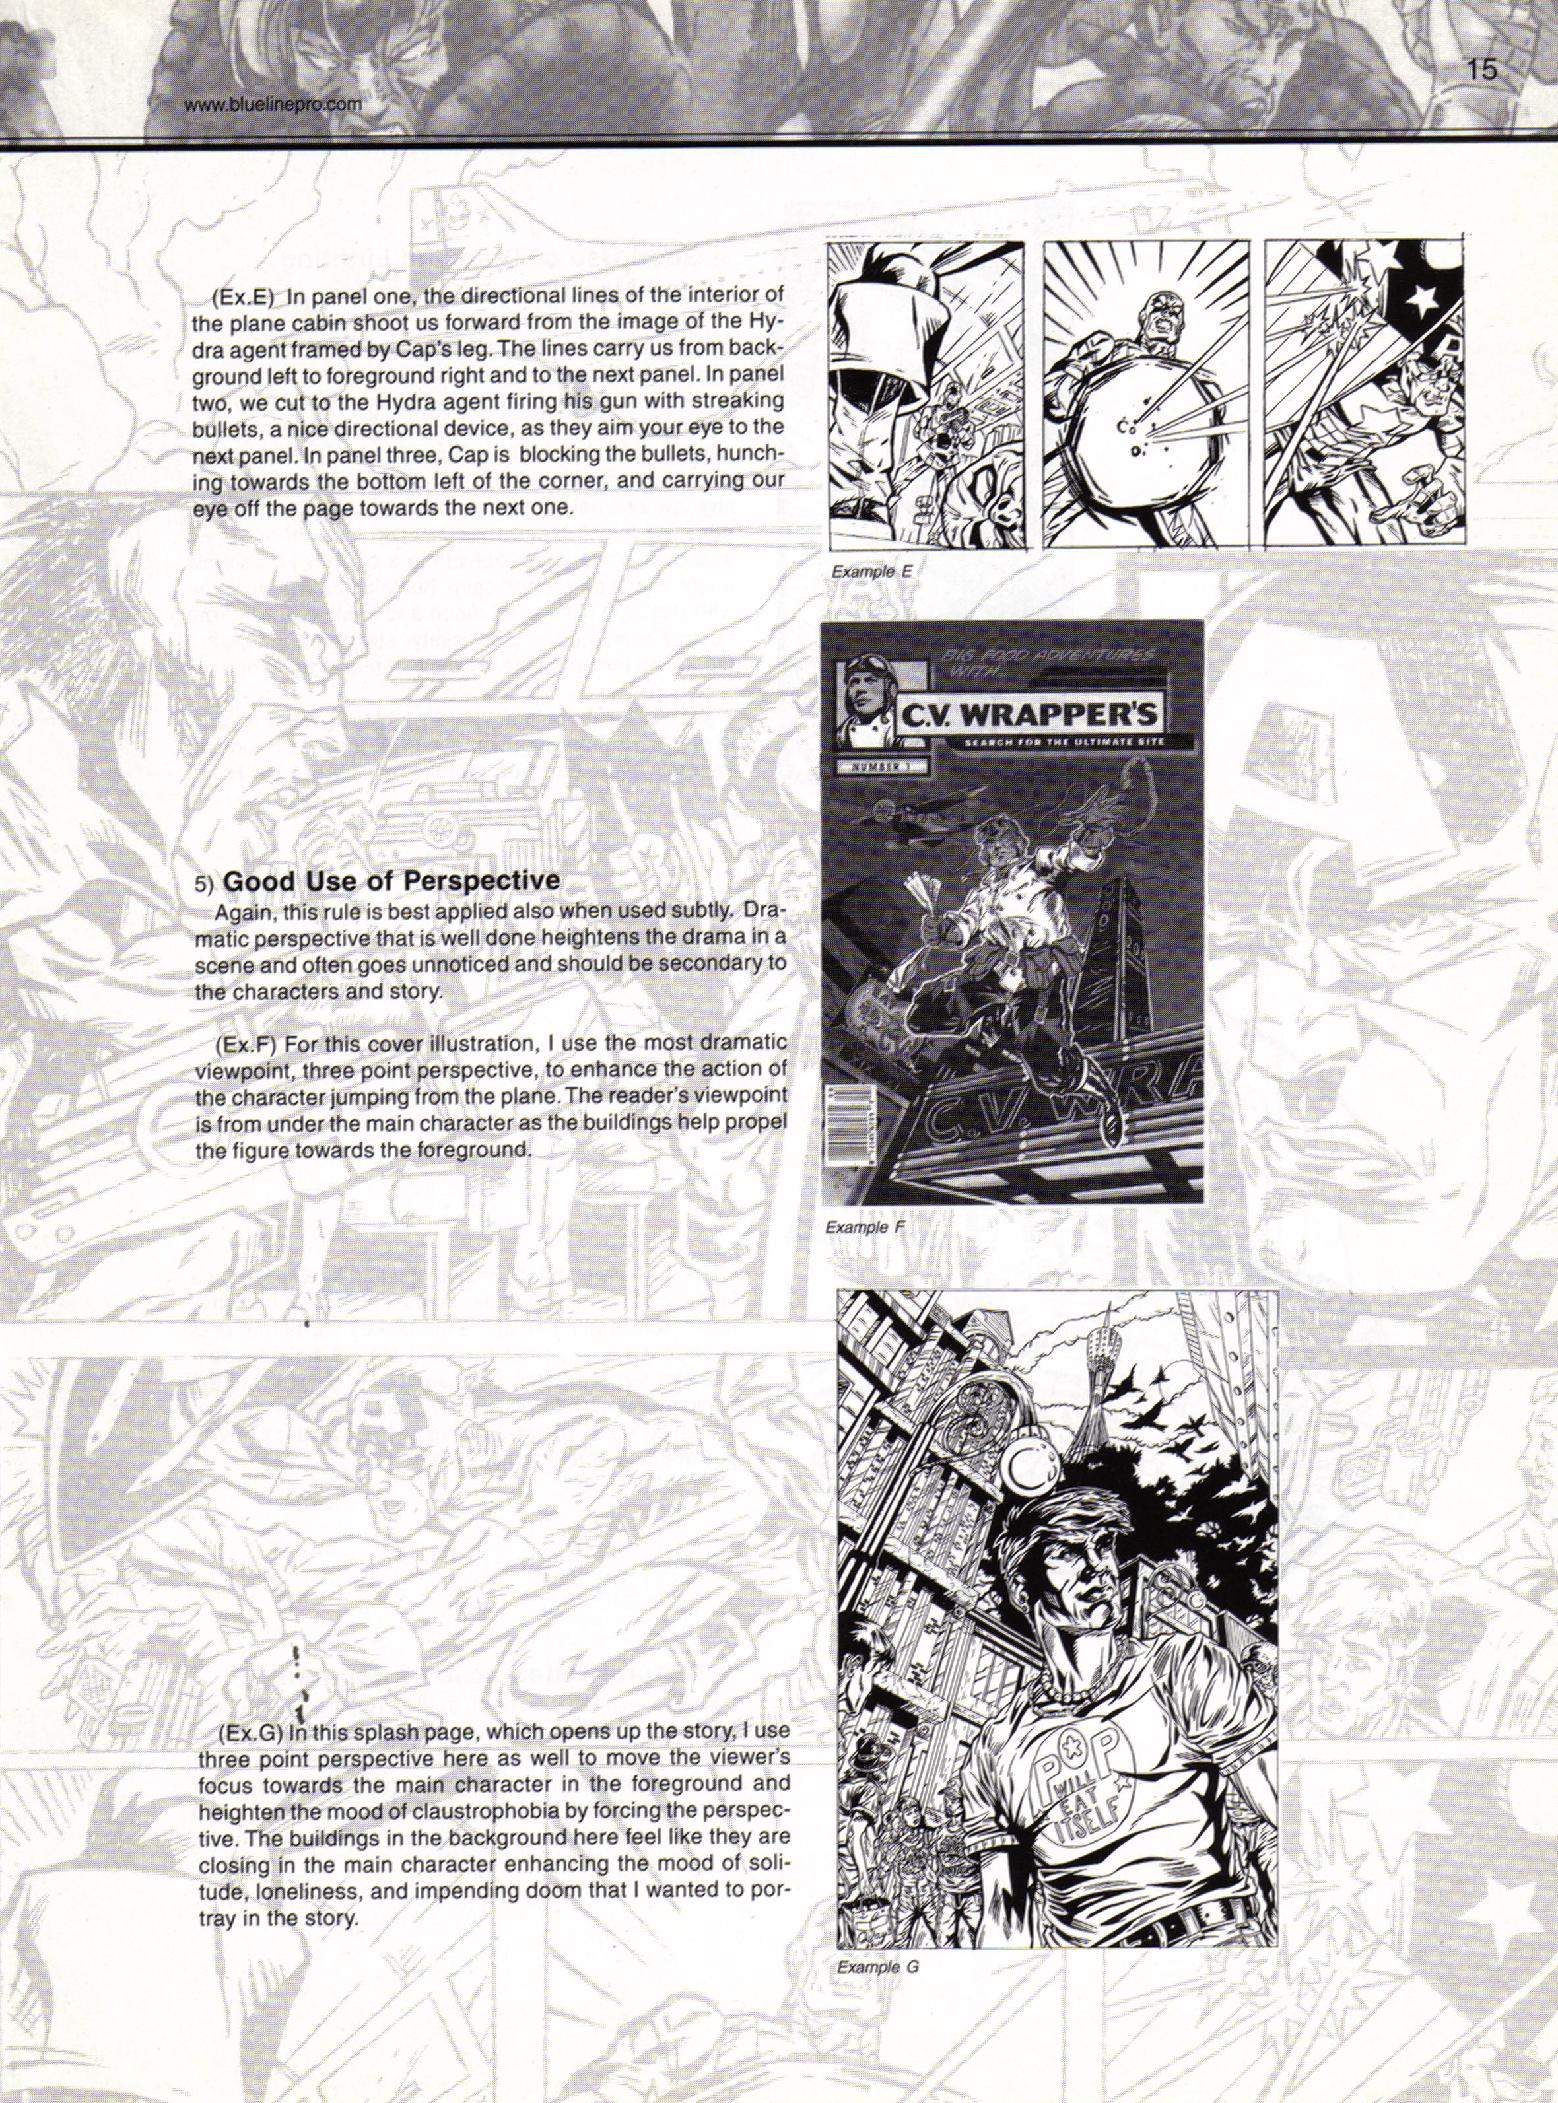 15
www.bluelinepro.com
(Ex.E) In panel one, the directional lines of the interior of
the plane cabin shoot us forward from the image of the Hy-
dra agent framed by Cap's leg. The lines carry us from back-
ground left to foreground right and to the next panel. In panel
two, we cut to the Hydra agent firing his gun with streaking
bullets, a nice directional device, as they aim your eye to the
next panel. In panel three, Cap is blocking the bullets, hunch-
ing towards the bottom left of the corner, and carrying our
eye off the page towards the next one.
Example E
BIG FOOD ADVENTURES
WITH
C.V. WRAPPER'S
SEARCH FOR THE ULTIMATE BITE
NUMBER 1
C.V. WRA
Example F
5) Good Use of Perspective
Again, this rule is best applied also when used subtly. Dra-
matic perspective that is well done heightens the drama in a
scene and often goes unnoticed and should be secondary to
the characters and story.
(Ex.F) For this cover illustration, I use the most dramatic
viewpoint, three point perspective, to enhance the action of
the character jumping from the plane. The reader's viewpoint
is from under the main character as the buildings help propel
the figure towards the foreground.
(Ex.G) In this splash page, which opens up the story, I use
three point perspective here as well to move the viewer's
focus towards the main character in the foreground and
heighten the mood of claustrophobia by forcing the perspec-
tive. The buildings in the background here feel like they are
closing in the main character enhancing the mood of soli-
tude, loneliness, and impending doom that I wanted to por-
tray in the story.
POP
WILL
EAT
ITSELF
Example G